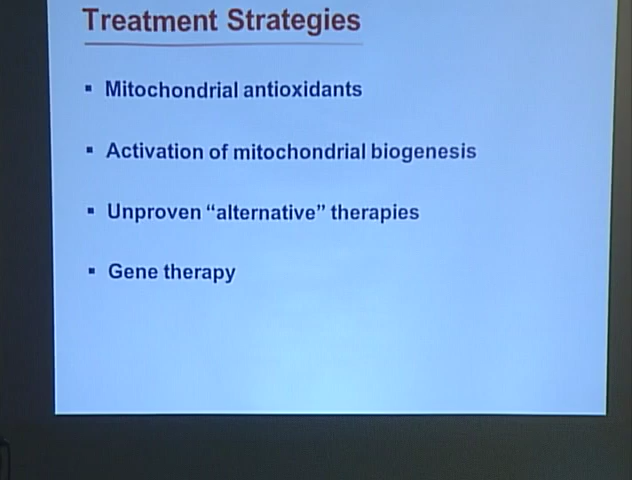 Treatment Strategies
▪ Mitochondrial antioxidants
▪ Activation of mitochondrial biogenesis
▪ Unproven “alternative” therapies
▪ Gene therapy